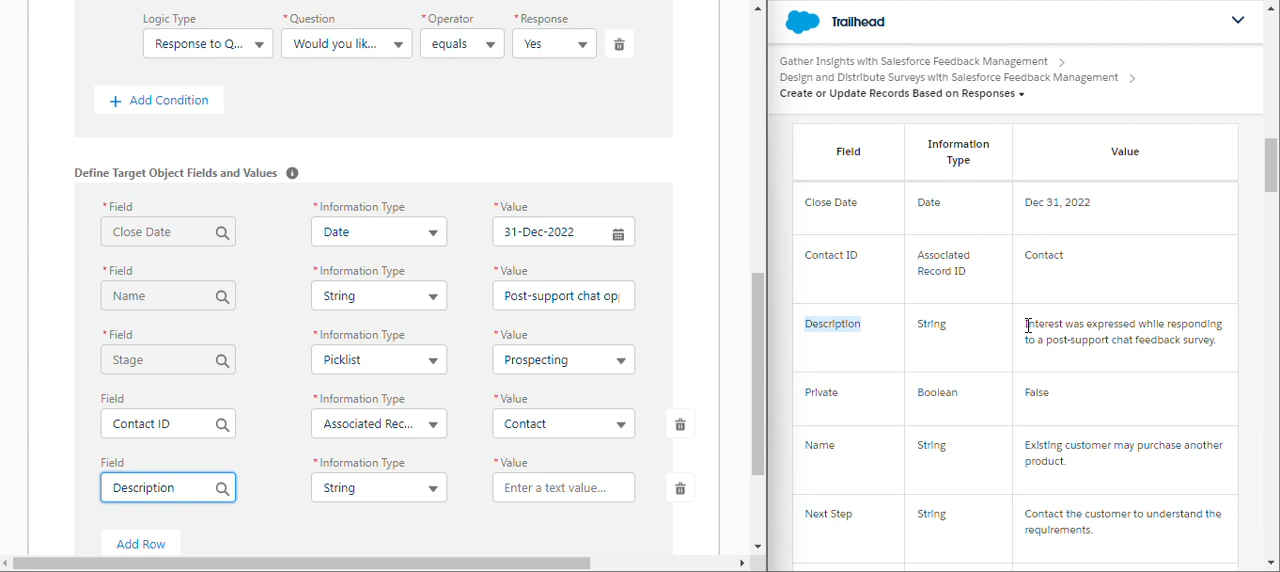 Logic Type
* Question
* Operator
* Response
Response to Q...
Would you lik...
equals
Yes
+ Add Condition
Define Target Object Fields and Values
* Field
* Information Type
* Value
Close Date
Date
31-Dec-2022
* Field
* Information Type
* Value
Name
String
Post-support chat op
* Field
* Information Type
* Value
Stage
Picklist
Prospecting
Field
* Information Type
* Value
Contact ID
Associated Rec...
Contact
Field
* Information Type
* Value
Description
String
Enter a text value...
Add Row
Trailhead
Gather Insights with Salesforce Feedback Management >
Design and Distribute Surveys with Salesforce Feedback Management >
Create or Update Records Based on Responses
Field
Information
Type
Value
Close Date
Date
Dec 31, 2022
Contact ID
Associated
Record ID
Contact
Description
String
Interest was expressed while responding
to a post-support chat feedback survey.
Private
Boolean
False
Name
String
Existing customer may purchase another
product.
Next Step
String
Contact the customer to understand the
requirements.